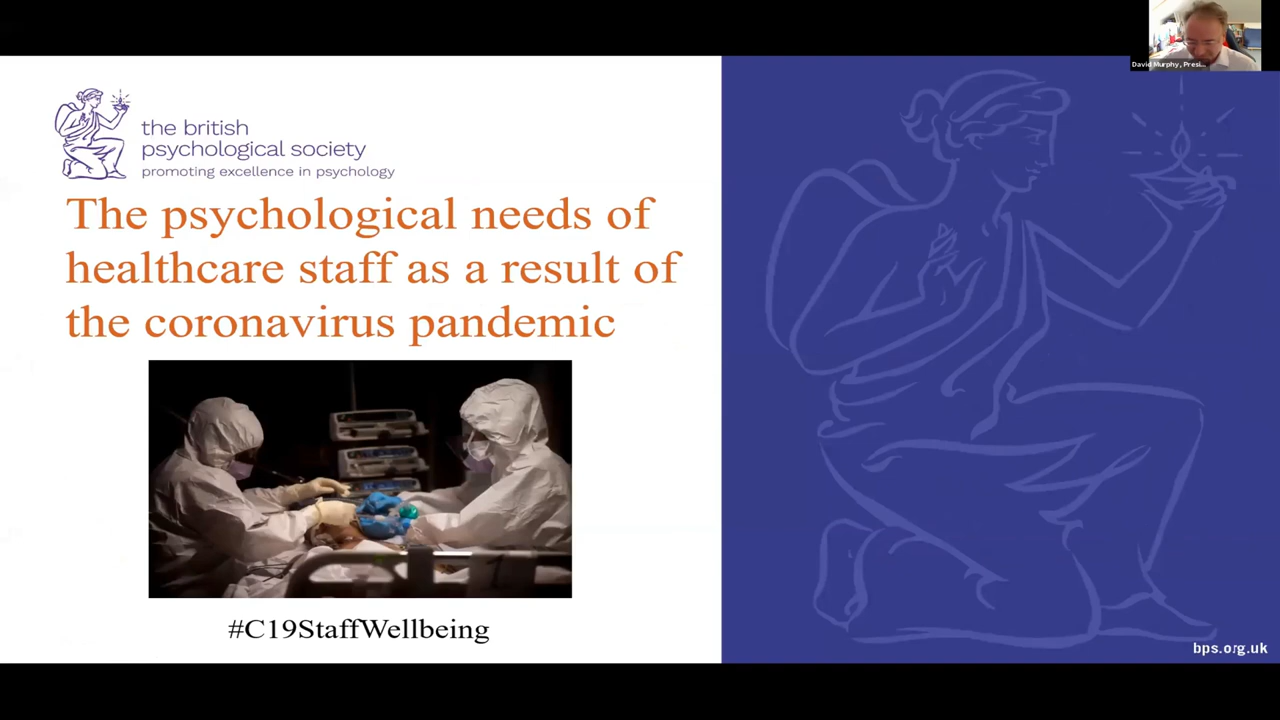 David Murphy, Presi...
the british
psychological society
promoting excellence in psychology
The psychological needs of
healthcare staff as a result of
the coronavirus pandemic
#C19StaffWellbeing
bps.org.uk